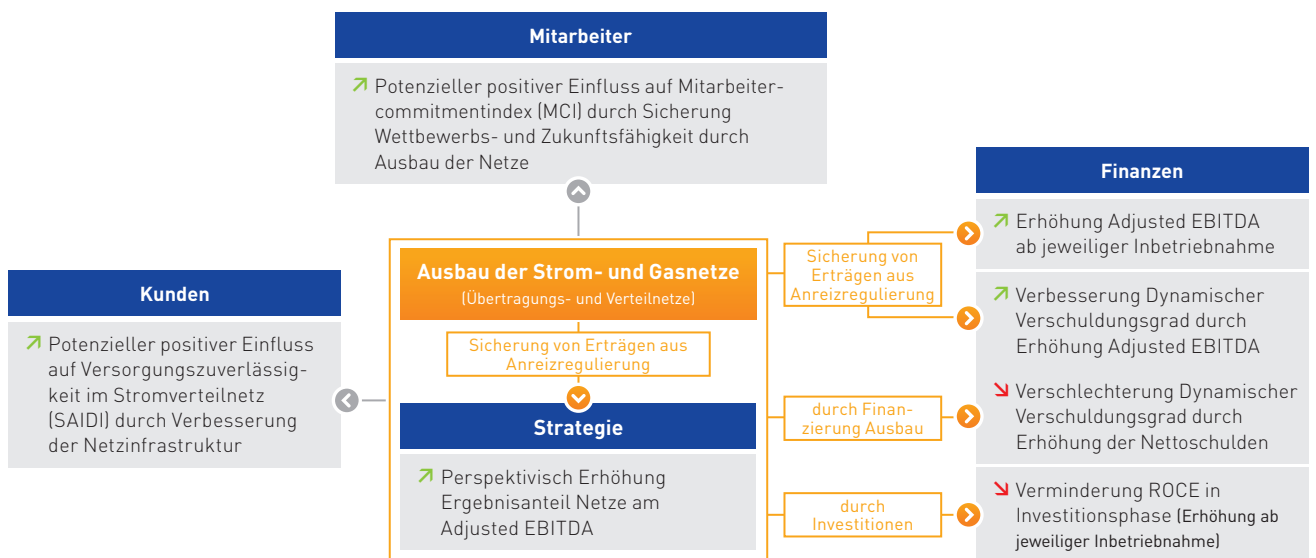 Mitarbeiter
Potenzieller positiver Einfluss auf Mitarbeiter-
commitmentindex (MCI) durch Sicherung
Wettbewerbs- und Zukunftsfähigkeit durch
Ausbau der Netze
Kunden
Potenzieller positiver Einfluss
auf Versorgungszuverlässig-
keit im Stromverteilnetz
(SAIDI) durch Verbesserung
der Netzinfrastruktur
Ausbau der Strom- und Gasnetze
(Übertragungs- und Verteilnetze)
Sicherung von Erträgen aus
Anreizregulierung
Strategie
Perspektivisch Erhöhung
Ergebnisanteil Netze am
Adjusted EBITDA
Sicherung von
Erträgen aus
Anreizregulierung
durch Finan-
zierung Ausbau
durch
Investitionen
Finanzen
Erhöhung Adjusted EBITDA
ab jeweiliger Inbetriebnahme
Verbesserung Dynamischer
Verschuldungsgrad durch
Erhöhung Adjusted EBITDA
Verschlechterung Dynamischer
Verschuldungsgrad durch
Erhöhung der Nettoschulden
Verminderung ROCE in
Investitionsphase (Erhöhung ab
jeweiliger Inbetriebnahme)